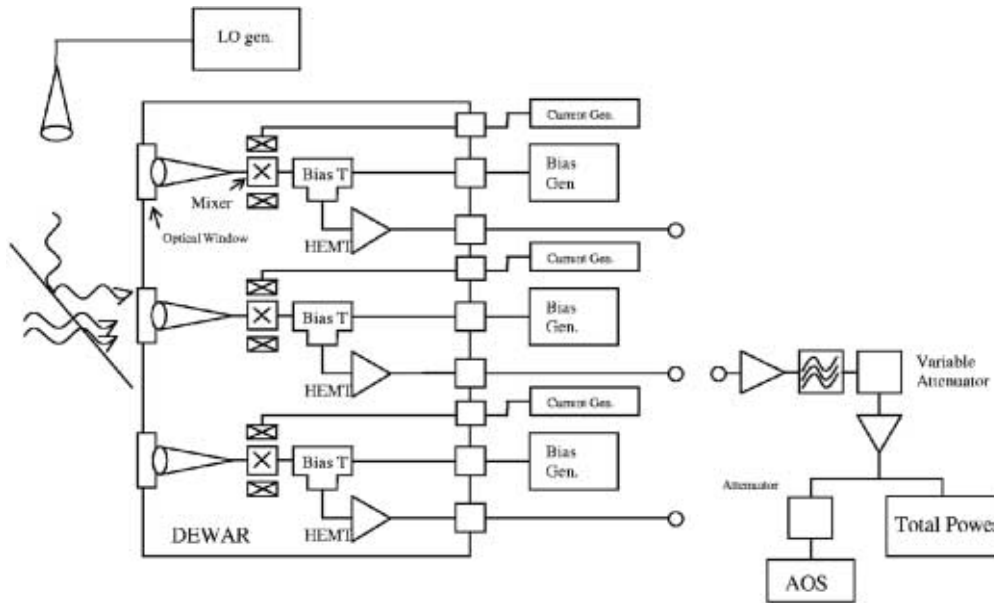 LO gen.
Current Gen.
Bias T
Bias
Gen
Mixer
Optical Window
HEMT
Current Gen.
Bias T
Bias
Gen.
HEMT
Variable
Attenuator
Current Gen.
Bias T
Bias
Gen.
Attenuator
HEMT
DEWAR
Total Power
AOS